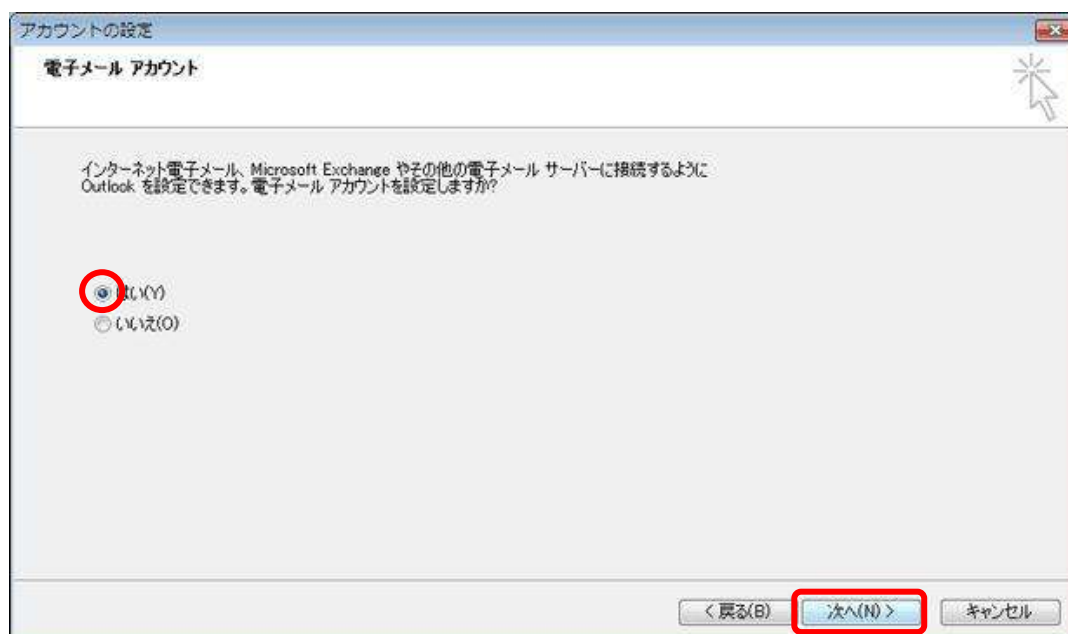 アカウントの設定
電子メール アカウント
インターネット電子メール、Microsoft Exchange やその他の電子メール サーバーに接続するように
Outlook を設定できます。電子メール アカウントを設定しますか?
はい(Y)
いいえ(O)
< 戻る(B)
次へ(N) >
キャンセル